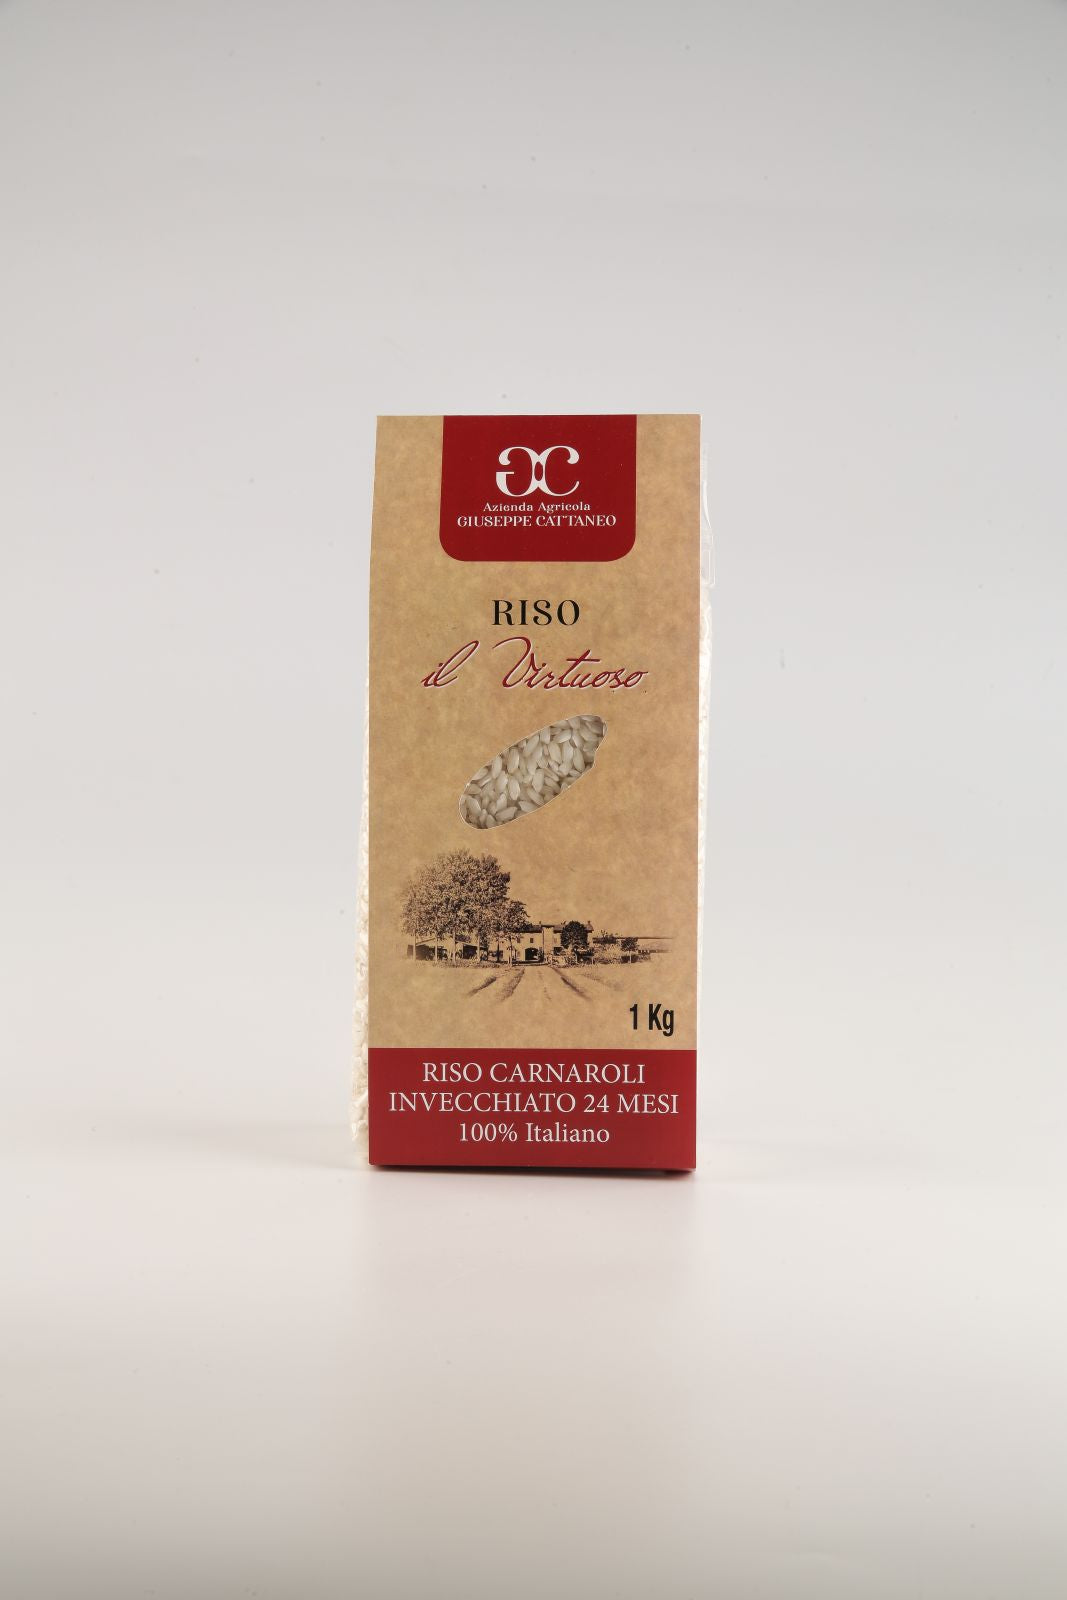 GC
Azienda Agricola
GIUSEPPE CATTANEO
RISO
il Virtuoso
1 Kg
RISO CARNAROLI
INVECCHIATO 24 MESI
100% Italiano